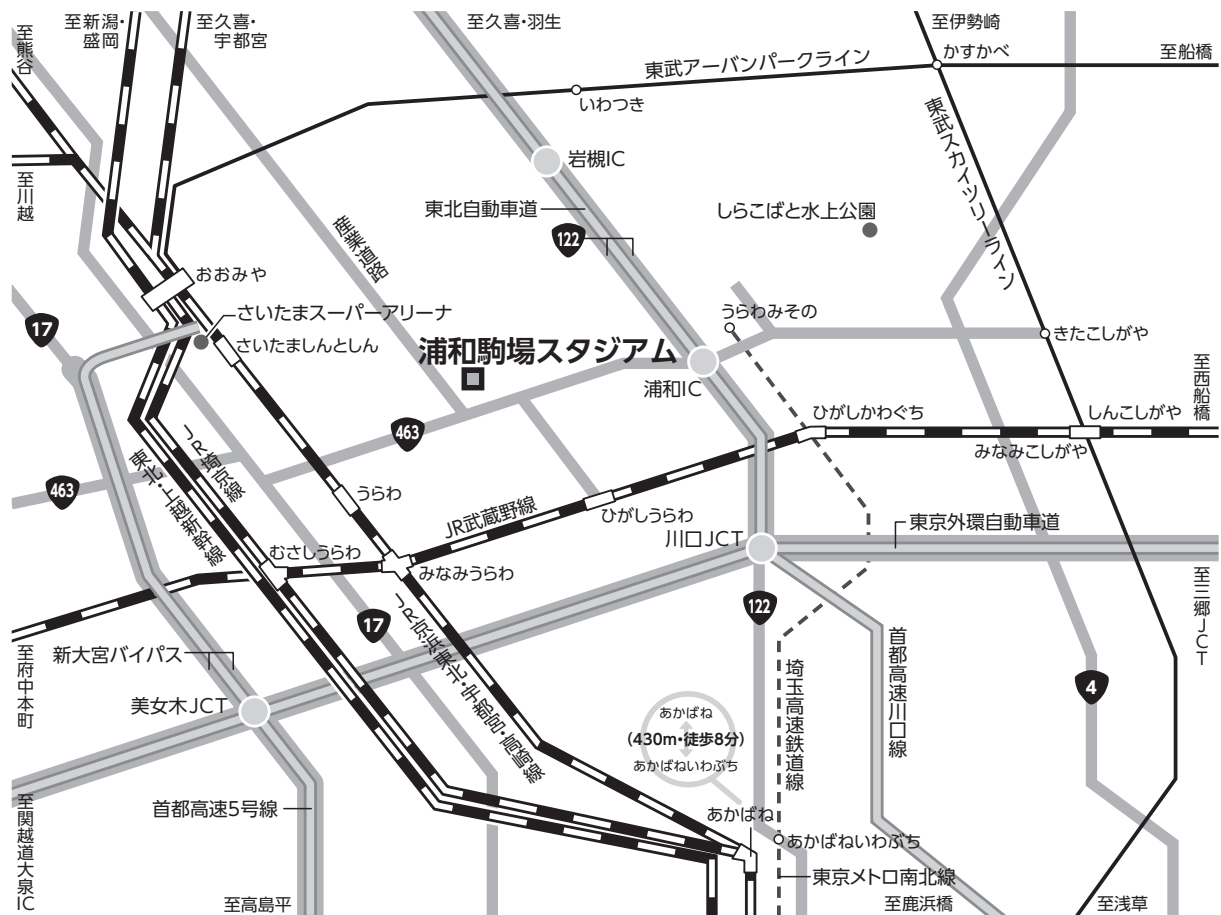 至熊谷
至新潟・
盛岡
至久喜・
宇都宮
至久喜・羽生
至伊勢崎
かすかべ
至船橋
東武アーバンパークライン
いわつき
東武スカイツリーライン
岩槻IC
至川越
東北自動車道
122
しらこばと水上公園
産業道路
おおみや
さいたまスーパーアリーナ
さいたましんとしん
17
浦和駒場スタジアム
うらわみその
きたこしがや
浦和IC
至西船橋
ひがしかわぐち
しんこしがや
みなみこしがや
463
463
JR埼京線
東北・上越新幹線
うらわ
JR武蔵野線
ひがしうらわ
東京外環自動車道
川口JCT
むさしうらわ
みなみうらわ
至三郷JCT
17
122
JR京浜東北・宇都宮・高崎線
新大宮バイパス
至府中本町
美女木JCT
埼玉高速鉄道線
首都高速川口線
4
あかばね
(430m・徒歩8分)
あかばねいわぶち
首都高速5号線
あかばね
あかばねいわぶち
至関越道大泉IC
東京メトロ南北線
至高島平
至鹿浜橋
至浅草